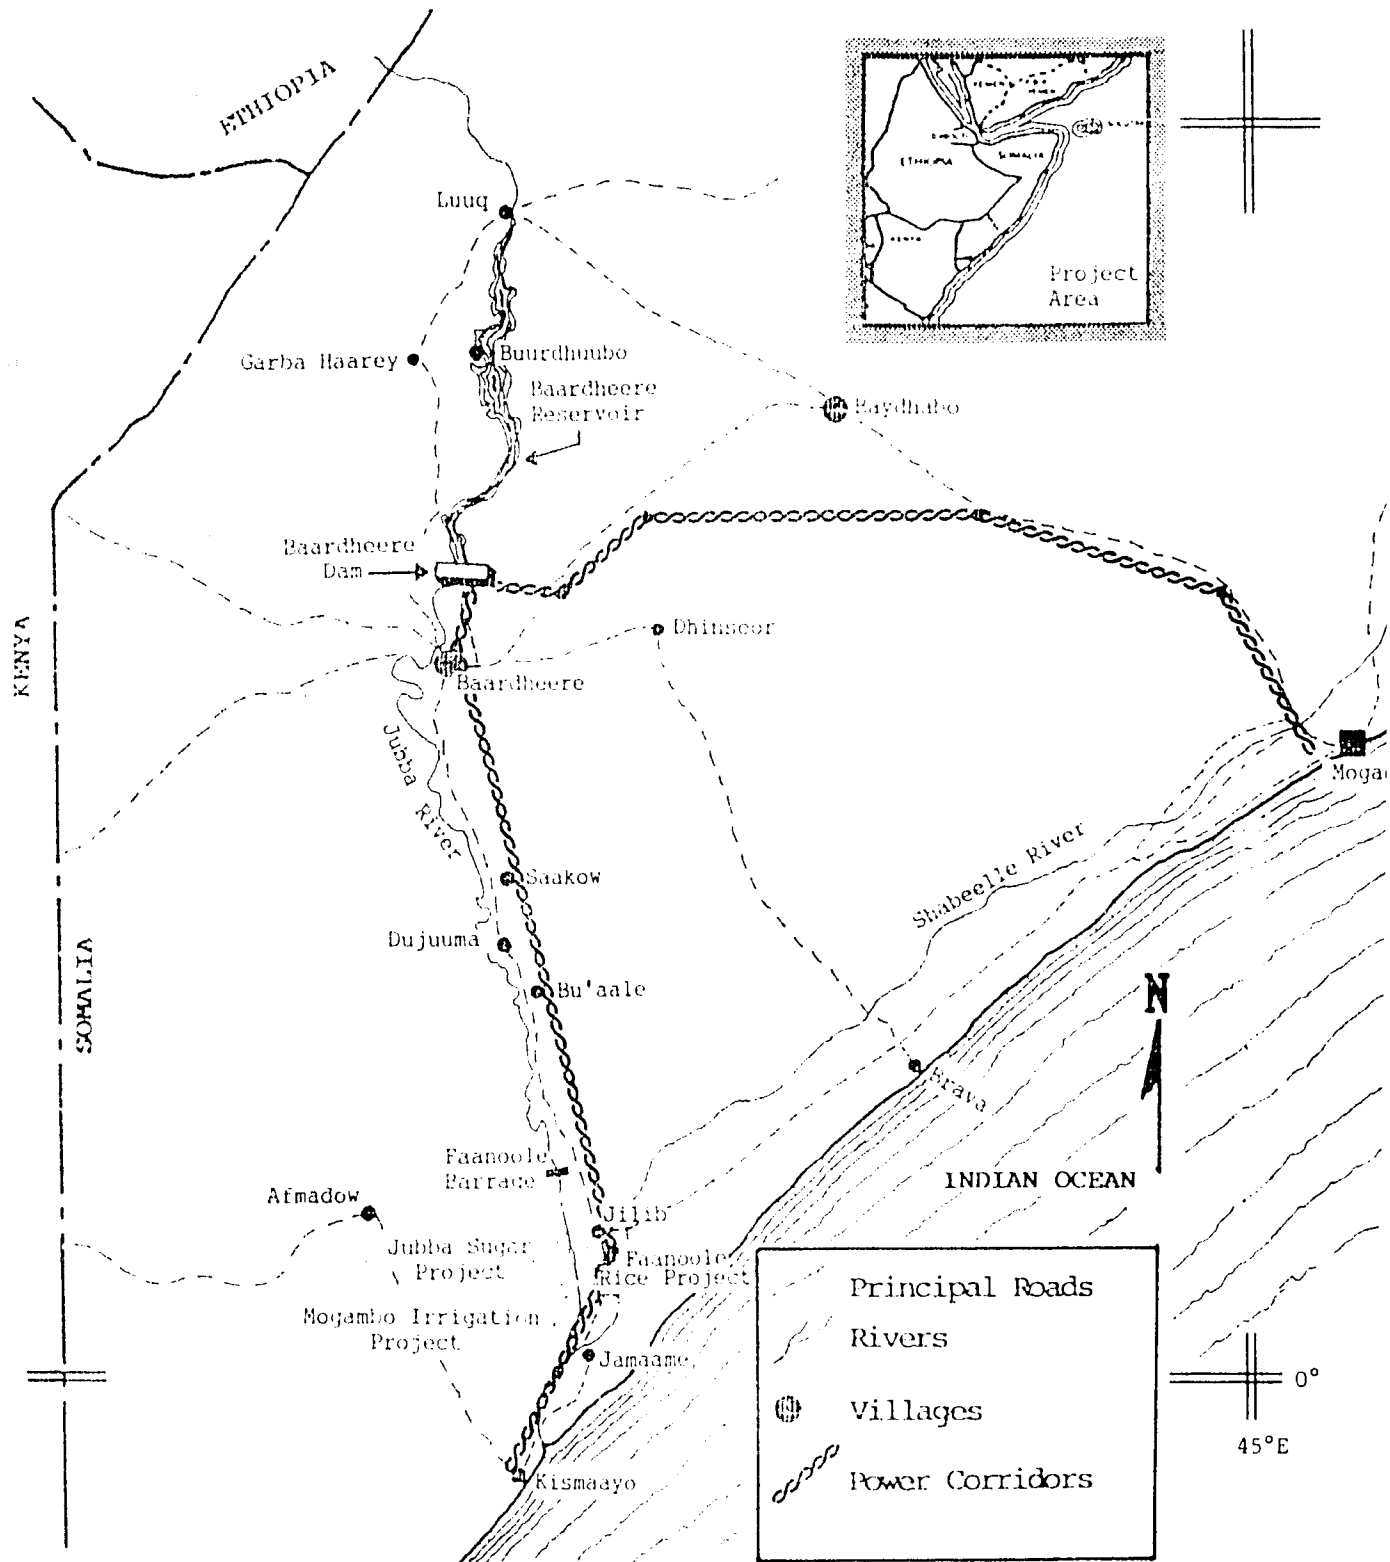 ETHIOPIA
YEMEN
YEMEN
ETHIOPIA
SOMALIA
KENYA
Project
Area
Luuq
Garba Haarey
Buurdhuubo
Baardheere
Reservoir
Baydhabo
Baardheere
Dam
Dhinsoor
KENYA
Baardheere
Jubba River
Saakow
Shabeelle River
Dujuuma
SOMALIA
Bu'aale
N
Brava
Faanoole
Barrage
INDIAN OCEAN
Afmadow
Jilib
Jubba Sugar
Project
Faanoole
Rice Project
Mogambo Irrigation
Project
Jamaame
Kismaayo
Principal Roads
Rivers
Villages
Power Corridors
0°
45°E